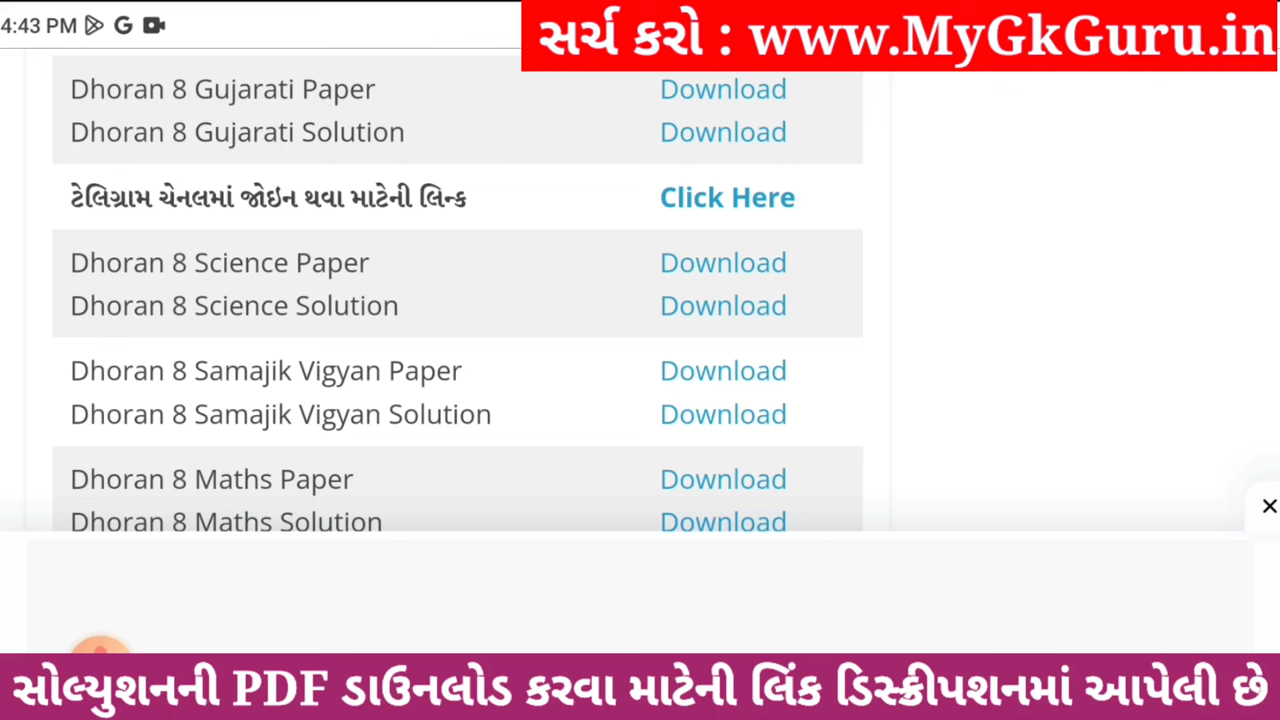 4:43 PM
સર્ચ કરો : www.MyGkGuru.in
Dhoran 8 Gujarati Paper Download
Dhoran 8 Gujarati Solution Download
ટેલિગ્રામ ચેનલમાં જોઇન થવા માટેની લિન્ક Click Here
Dhoran 8 Science Paper Download
Dhoran 8 Science Solution Download
Dhoran 8 Samajik Vigyan Paper Download
Dhoran 8 Samajik Vigyan Solution Download
Dhoran 8 Maths Paper Download
Dhoran 8 Maths Solution Download
સોલ્યુશનની PDF ડાઉનલોડ કરવા માટેની લિંક ડિસ્ક્રીપશનમાં આપેલી છે